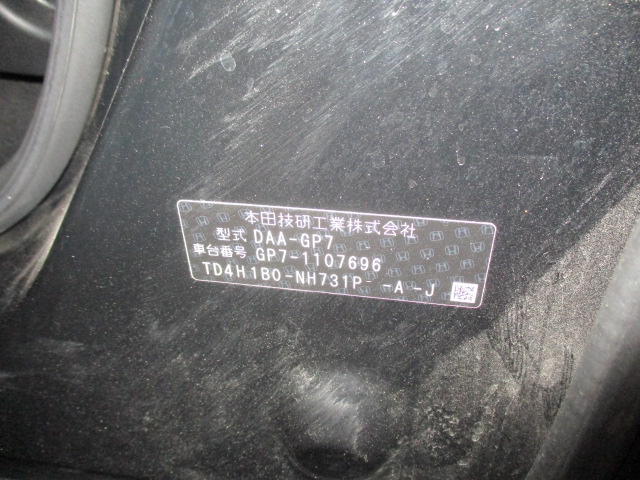 本田技研工業株式会社
型式 DAA-GP7
車台番号 GP7-1107696
TD4H1B0-NH731P -A-J